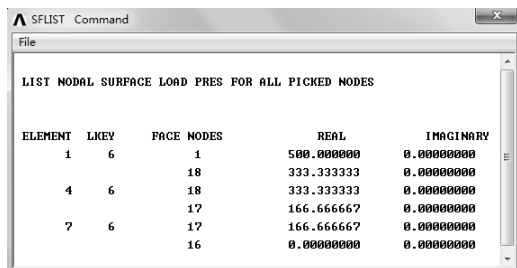 SFLIST Command
File
LIST NODAL SURFACE LOAD PRES FOR ALL PICKED NODES
ELEMENT LKEY FACE NODES REAL IMAGINARY
1 6 1 500.000000 0.00000000
18 333.333333 0.00000000
4 6 18 333.333333 0.00000000
17 166.666667 0.00000000
7 6 17 166.666667 0.00000000
16 0.00000000 0.00000000